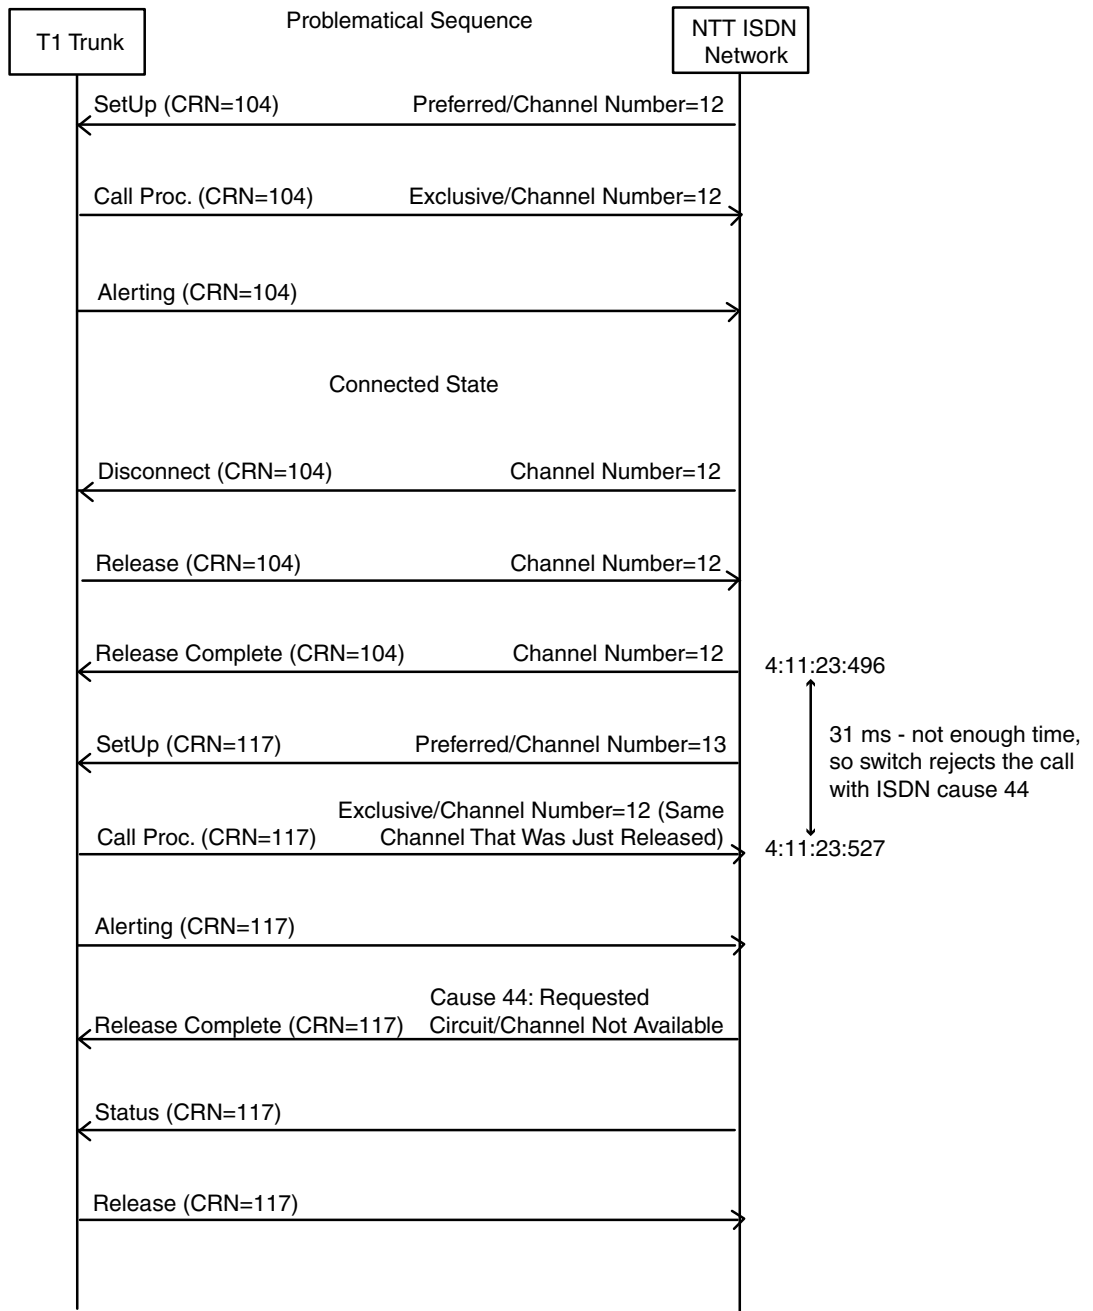 Problematical Sequence
T1 Trunk
NTT ISDN
Network
SetUp (CRN=104) Preferred/Channel Number=12
Call Proc. (CRN=104) Exclusive/Channel Number=12
Alerting (CRN=104)
Connected State
Disconnect (CRN=104) Channel Number=12
Release (CRN=104) Channel Number=12
Release Complete (CRN=104) Channel Number=12
4:11:23:496
SetUp (CRN=117) Preferred/Channel Number=13
31 ms - not enough time,
so switch rejects the call
with ISDN cause 44
Exclusive/Channel Number=12 (Same
Call Proc. (CRN=117) Channel That Was Just Released)
4:11:23:527
Alerting (CRN=117)
Cause 44: Requested
Release Complete (CRN=117) Circuit/Channel Not Available
Status (CRN=117)
Release (CRN=117)